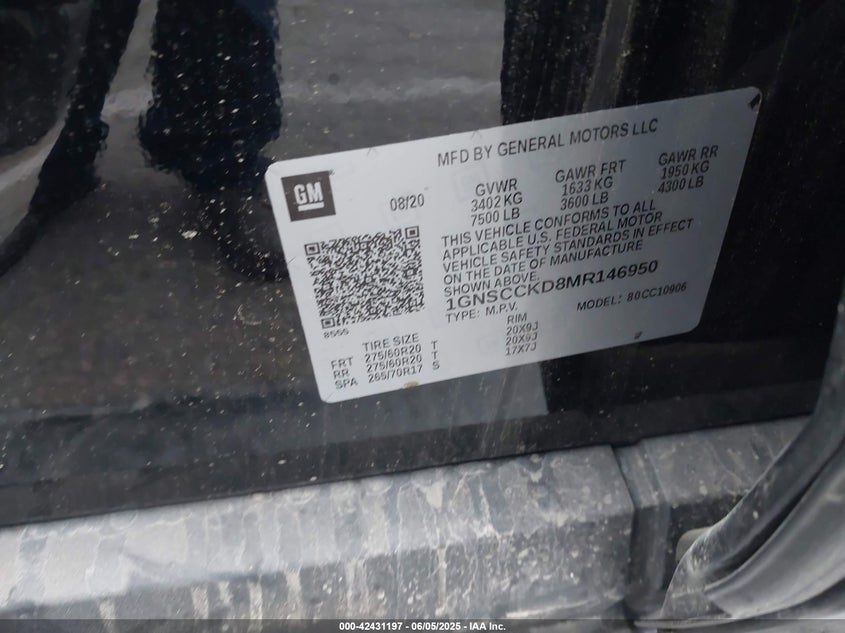 MFD BY GENERAL MOTORS LLC
GM
08/20
GVWR
3402 KG
7500 LB
GAWR FRT
1633 KG
3600 LB
GAWR RR
1950 KG
4300 LB
THIS VEHICLE CONFORMS TO ALL
APPLICABLE U.S. FEDERAL MOTOR
VEHICLE SAFETY STANDARDS IN EFFECT
ON THE DATE OF MANUFACTURE
SHOWN ABOVE.
1GNSCCKD8MR146950
TYPE: M.P.V.
MODEL: 80CC10906
8555
TIRE SIZE
RIM
FRT 275/60R20 T 20X9J
RR 275/60R20 T 20X9J
SPA 265/70R17 S 17X7J
000-42431197 - 06/05/2025 - IAA Inc.